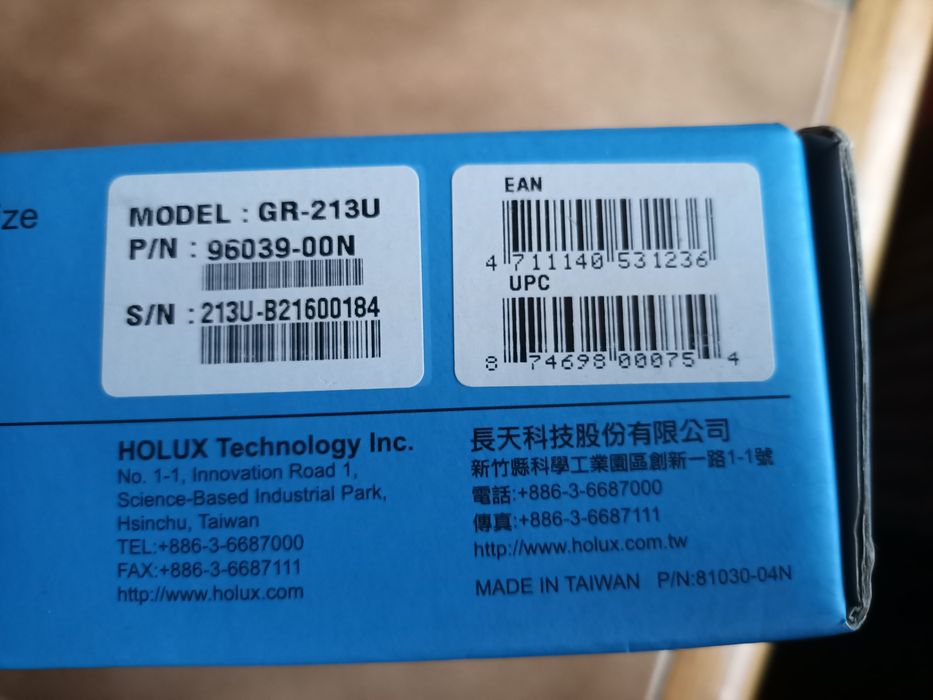 ize
MODEL : GR-213U
P/N : 96039-00N
S/N : 213U-B21600184
EAN
4 711140 531236
UPC
8 74698 00075 4
HOLUX Technology Inc.
No. 1-1, Innovation Road 1,
Science-Based Industrial Park,
Hsinchu, Taiwan
TEL:+886-3-6687000
FAX:+886-3-6687111
http://www.holux.com
長天科技股份有限公司
新竹縣科學工業園區創新一路1-1號
電話:+886-3-6687000
傳真:+886-3-6687111
http://www.holux.com.tw
MADE IN TAIWAN P/N:81030-04N